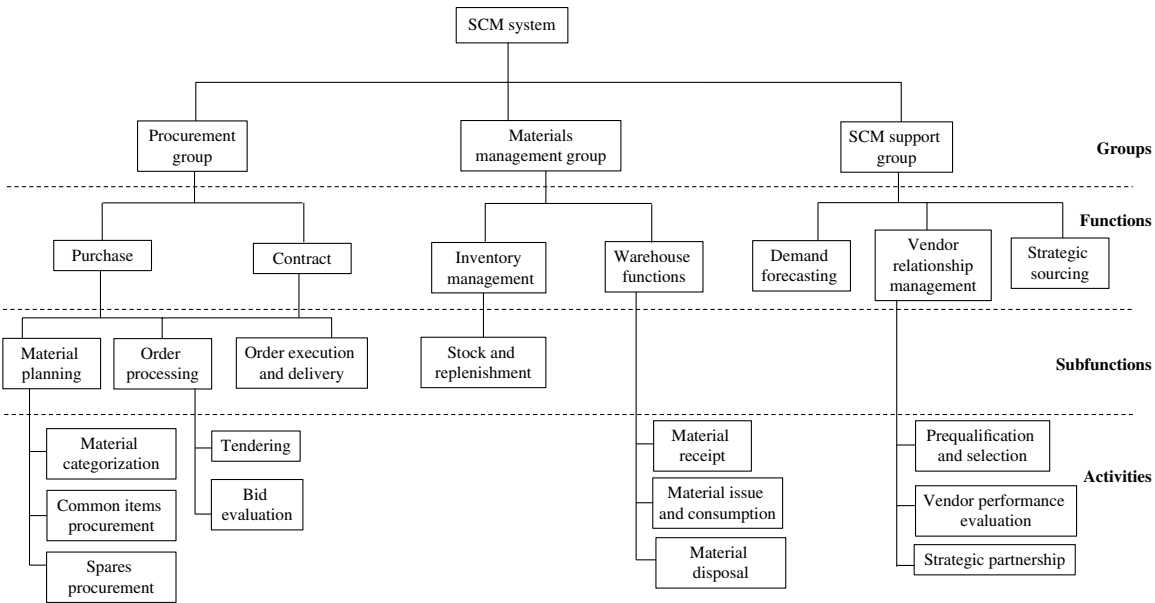 SCM system
Procurement
group
Materials
management group
SCM support
group
Groups
Functions
Purchase
Contract
Inventory
management
Warehouse
functions
Demand
forecasting
Vendor
relationship
management
Strategic
sourcing
Material
planning
Order
processing
Order execution
and delivery
Stock and
replenishment
Subfunctions
Material
categorization
Common items
procurement
Spares
procurement
Tendering
Bid
evaluation
Material
receipt
Material issue
and consumption
Material
disposal
Prequalification
and selection
Vendor performance
evaluation
Strategic partnership
Activities